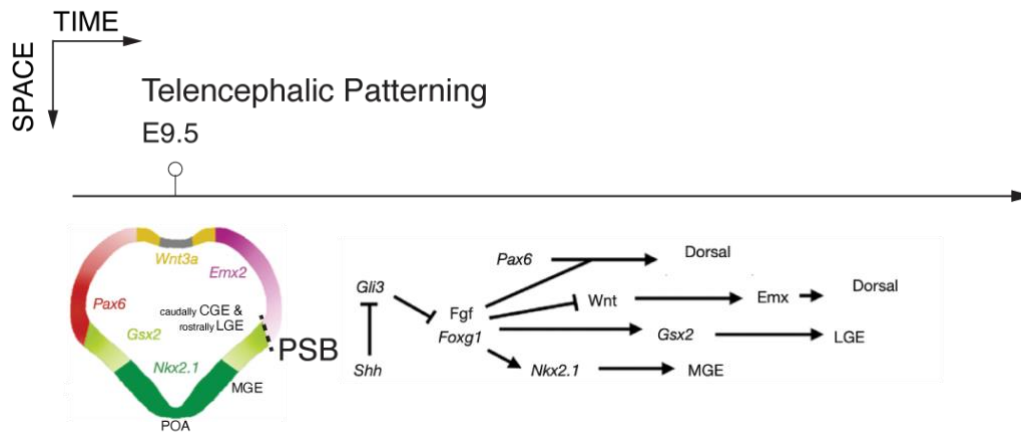 TIME
SPACE
Telencephalic Patterning
E9.5
Wnt3a
Emx2
Pax6
caudally CGE &
rostrally LGE
Gsx2
PSB
Nkx2.1
MGE
POA
Pax6
Dorsal
Gli3
Wnt
Emx
Dorsal
Fgf
Foxg1
Gsx2
LGE
Shh
Nkx2.1
MGE